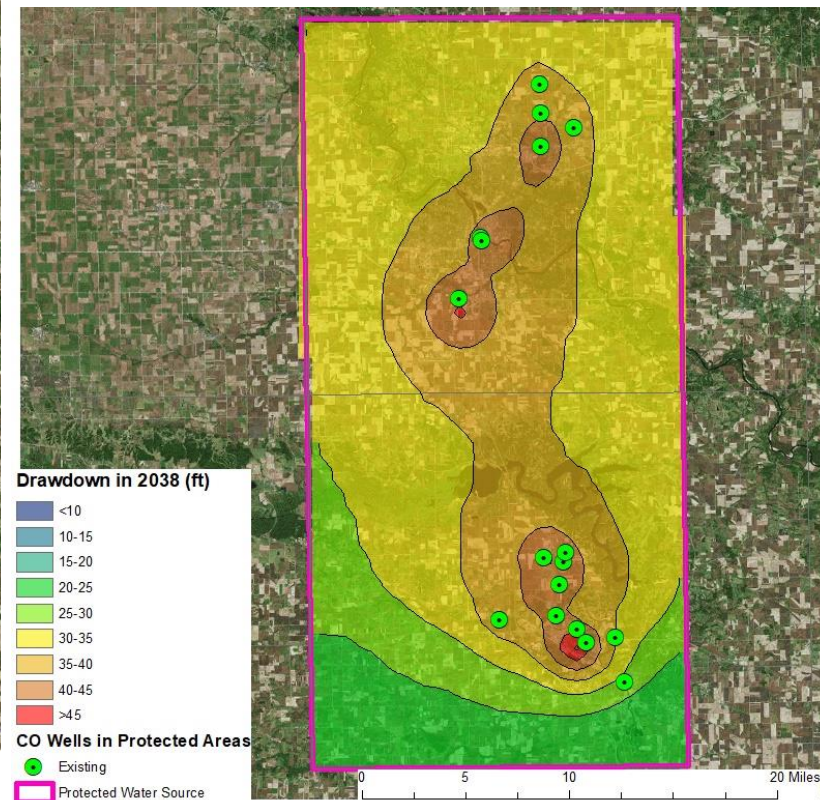 Drawdown in 2038 (ft)
<10
10-15
15-20
20-25
25-30
30-35
35-40
40-45
>45
CO Wells in Protected Areas
Existing
Protected Water Source
0 5 10 20 Miles